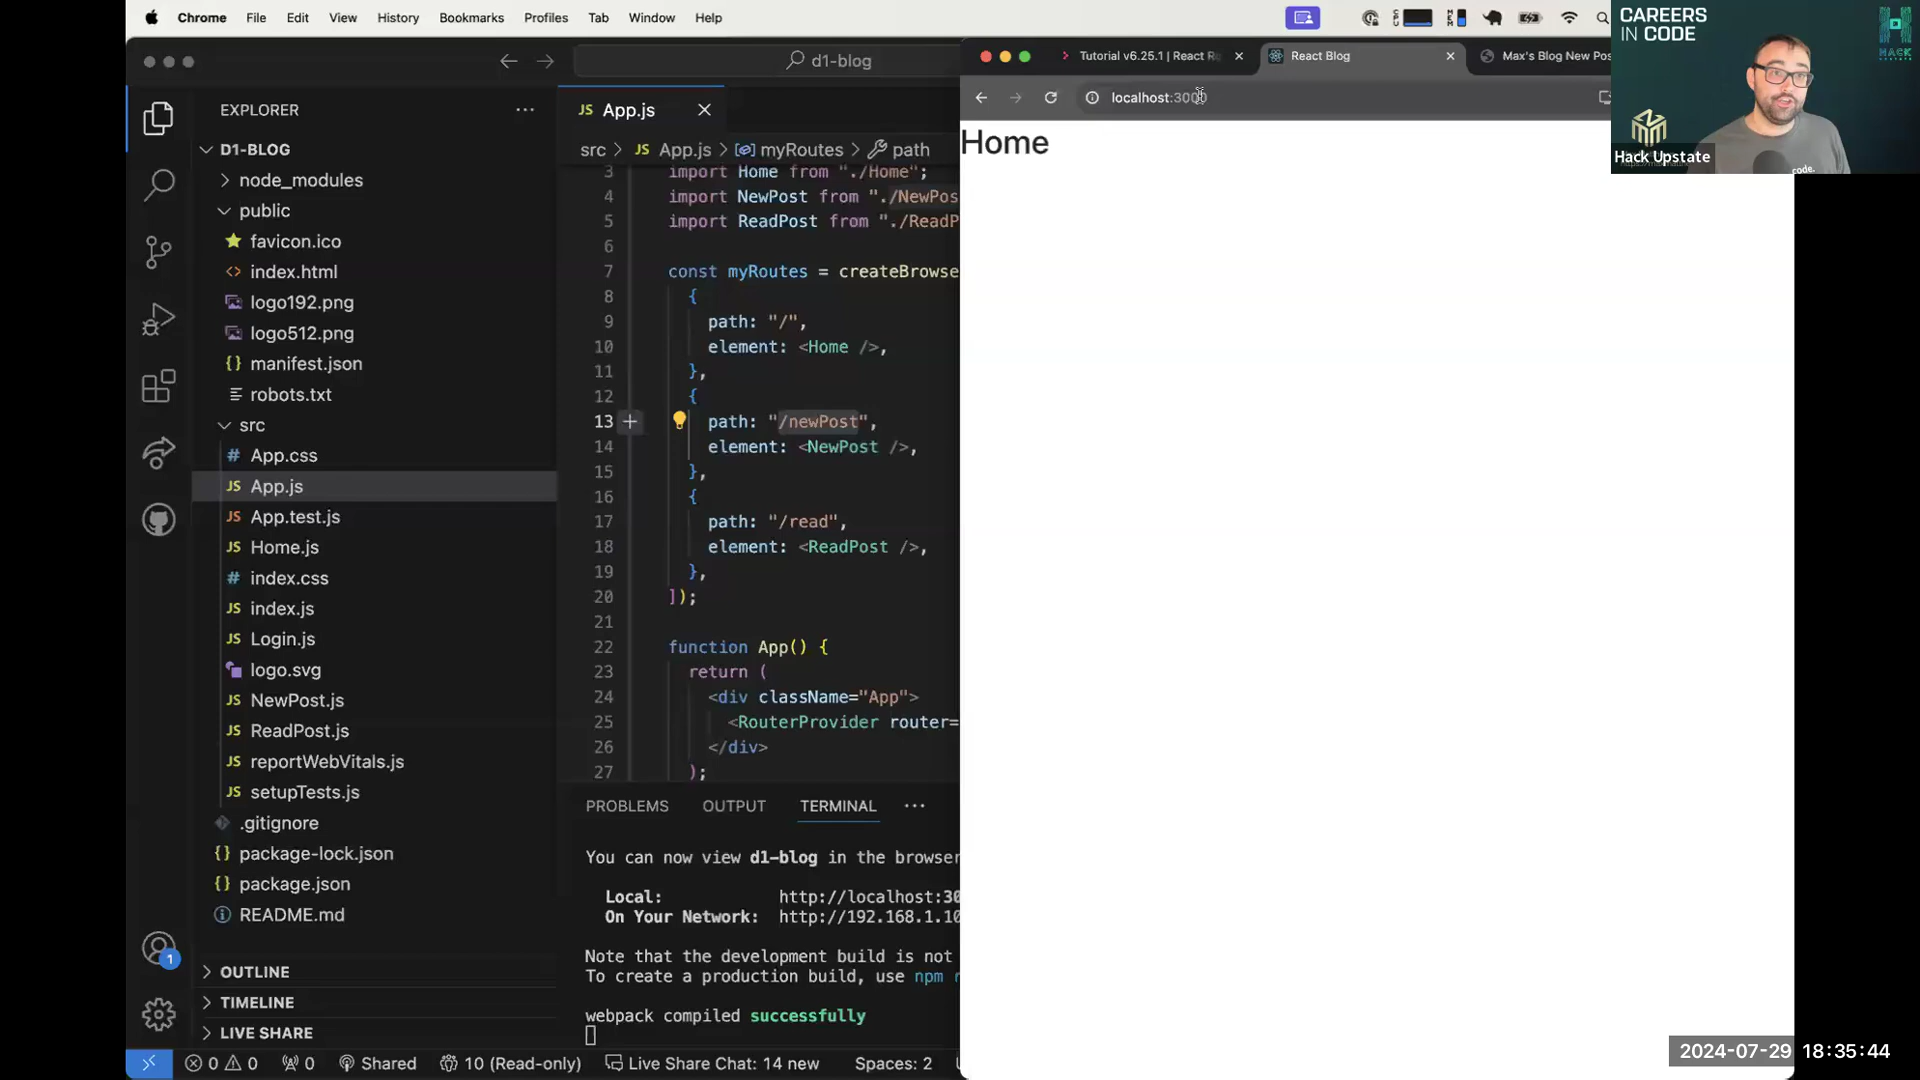 Chrome File Edit View History Bookmarks Profiles Tab Window Help
d1-blog
EXPLORER
D1-BLOG
node_modules
public
favicon.ico
index.html
logo192.png
logo512.png
manifest.json
robots.txt
src
App.css
App.js
App.test.js
Home.js
index.css
index.js
Login.js
logo.svg
NewPost.js
ReadPost.js
reportWebVitals.js
setupTests.js
.gitignore
package-lock.json
package.json
README.md
OUTLINE
TIMELINE
LIVE SHARE
JS App.js
src > JS App.js > myRoutes > path
3 import Home from "./Home";
4 import NewPost from "./NewPos
5 import ReadPost from "./ReadP
6
7 const myRoutes = createBrowse
8 {
9 path: "/",
10 element: <Home />,
11 },
12 {
13 path: "/newPost",
14 element: <NewPost />,
15 },
16 {
17 path: "/read",
18 element: <ReadPost />,
19 },
20 ]);
21
22 function App() {
23 return (
24 <div className="App">
25 <RouterProvider router=
26 </div>
27 );
PROBLEMS OUTPUT TERMINAL
You can now view d1-blog in the browser
Local: http://localhost:30
On Your Network: http://192.168.1.10
Note that the development build is not
To create a production build, use npm r
webpack compiled successfully
1
0 0 0 Shared 10 (Read-only) Live Share Chat: 14 new Spaces: 2
Tutorial v6.25.1 | React Ro
React Blog
Max's Blog New Pos
localhost:3000
Home
CAREERS
IN CODE
HACK
UPSTATE
code.
Hack Upstate
2024-07-29 18:35:44